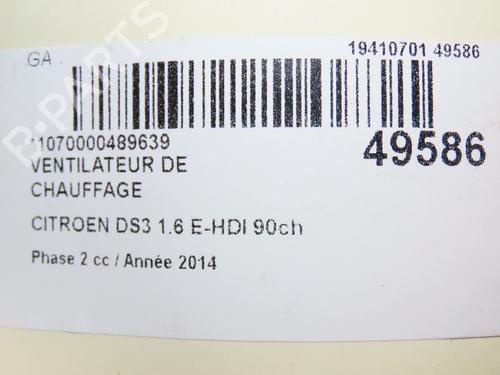 GA
19410701 49586
*1070000489639
49586
VENTILATEUR DE
CHAUFFAGE
CITROEN DS3 1.6 E-HDI 90ch
Phase 2 cc / Année 2014
B-PARTS